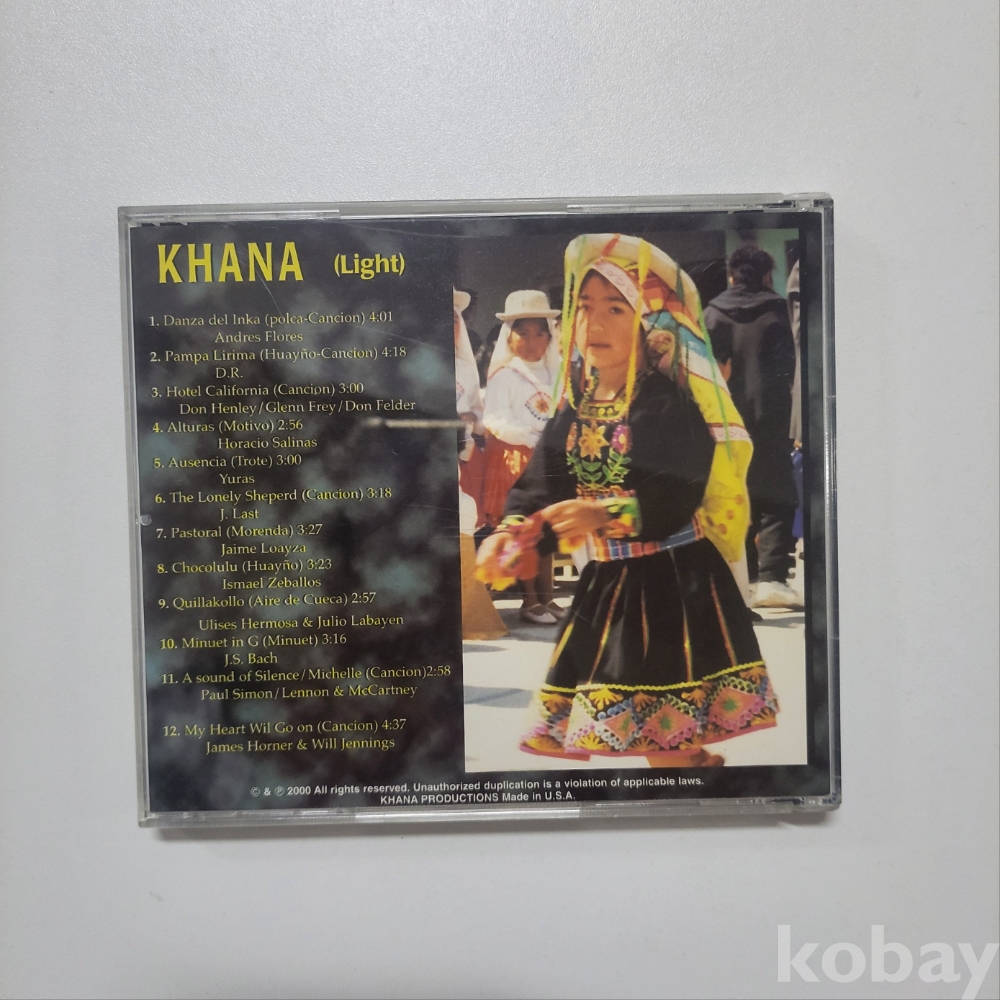 KHANA (Light)
1. Danza del Inka (polca-Cancion) 4:01
Andres Flores
2. Pampa Lirima (Huayño-Cancion) 4:18
D.R.
3. Hotel California (Cancion) 3:00
Don Henley/Glenn Frey/Don Felder
4. Alturas (Motivo) 2:56
Horacio Salinas
5. Ausencia (Trote) 3:00
Yuras
6. The Lonely Sheperd (Cancion) 3:18
J. Last
7. Pastoral (Morenda) 3:27
Jaime Loayza
8. Chocolulu (Huayño) 3:23
Ismael Zeballos
9. Quillakollo (Aire de Cueca) 2:57
Ulises Hermosa & Julio Labayen
10. Minuet in G (Minuet) 3:16
J.S. Bach
11. A sound of Silence/Michelle (Cancion)2:58
Paul Simon/Lennon & McCartney
12. My Heart Wil Go on (Cancion) 4:37
James Horner & Will Jennings
© & ℗ 2000 All rights reserved. Unauthorized duplication is a violation of applicable laws.
KHANA PRODUCTIONS Made in U.S.A.
kobay